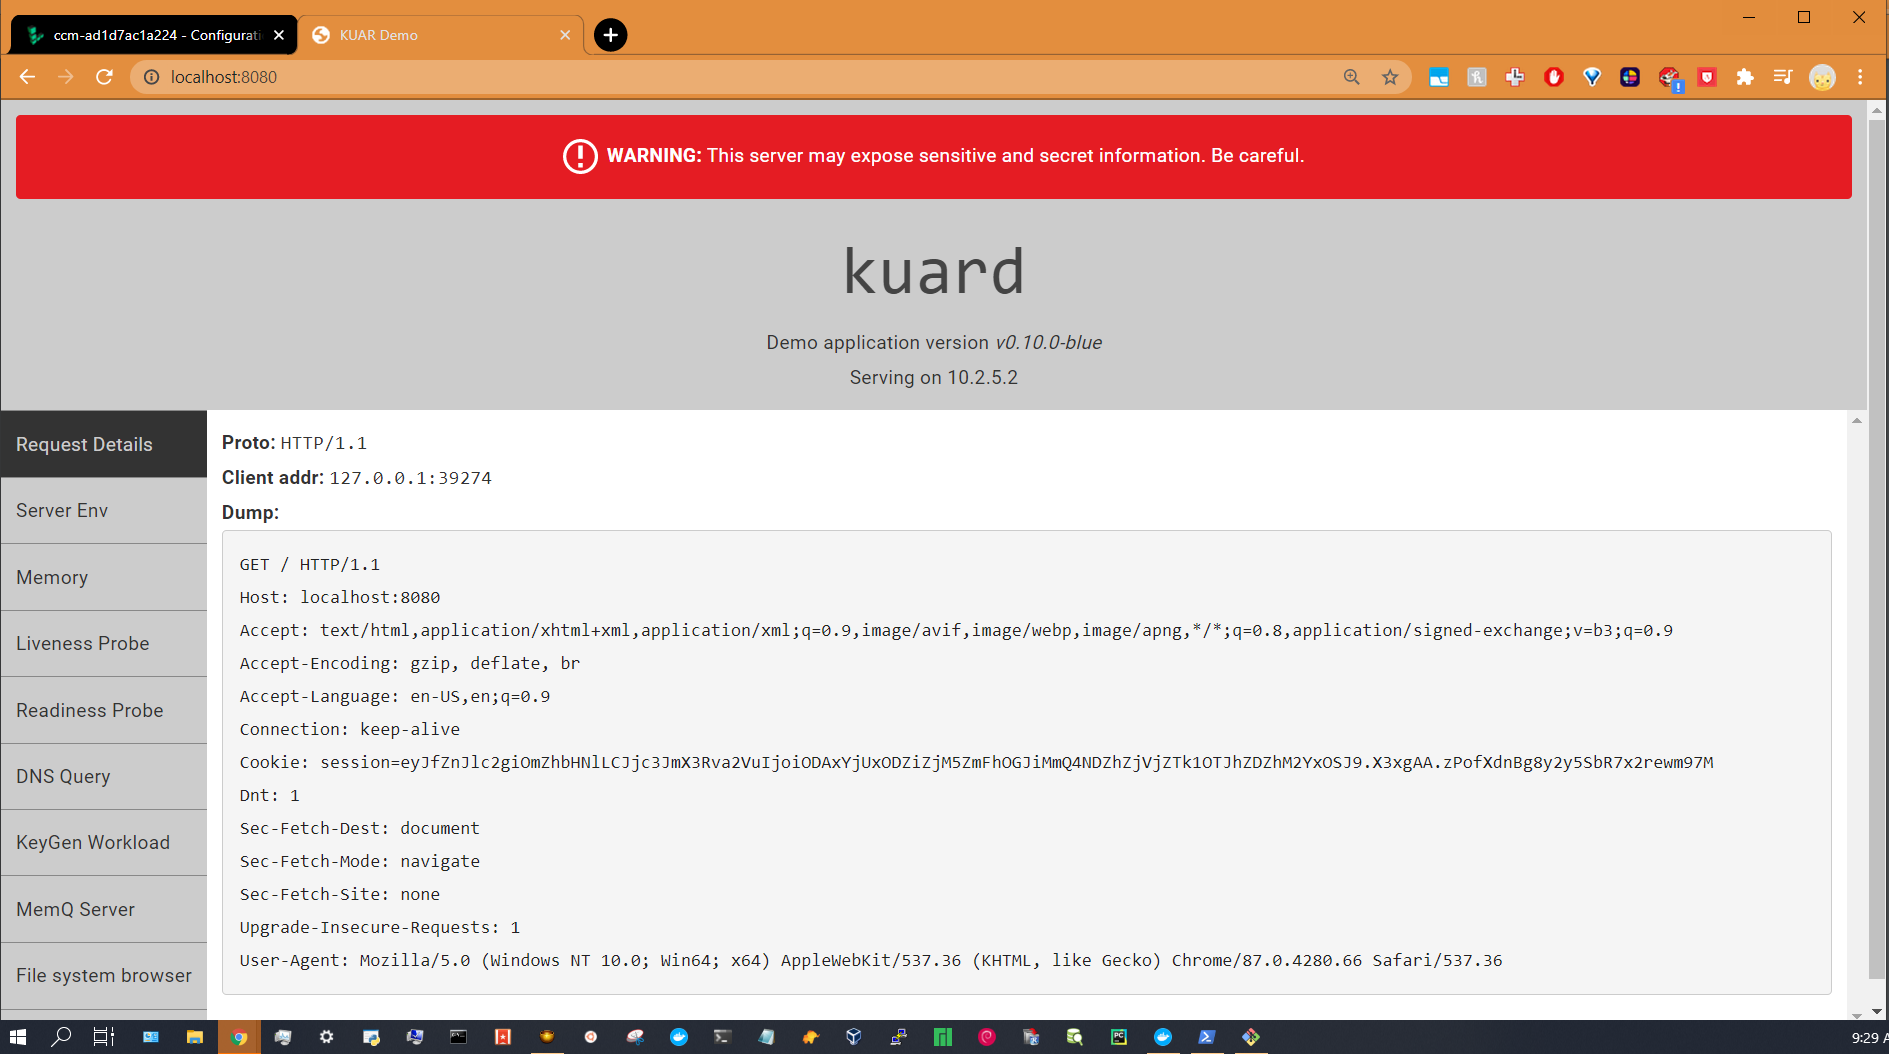 ccm-ad1d7ac1a224 - Configurati
KUAR Demo
localhost:8080
WARNING: This server may expose sensitive and secret information. Be careful.
kuard
Demo application version v0.10.0-blue
Serving on 10.2.5.2
Request Details
Server Env
Memory
Liveness Probe
Readiness Probe
DNS Query
KeyGen Workload
MemQ Server
File system browser
Proto: HTTP/1.1
Client addr: 127.0.0.1:39274
Dump:
GET / HTTP/1.1
Host: localhost:8080
Accept: text/html,application/xhtml+xml,application/xml;q=0.9,image/avif,image/webp,image/apng,*/*;q=0.8,application/signed-exchange;v=b3;q=0.9
Accept-Encoding: gzip, deflate, br
Accept-Language: en-US,en;q=0.9
Connection: keep-alive
Cookie: session=eyJfZnJlc2giOmZhbHNlLCJjc3JmX3Rva2VuIjoiODAxYjUxODZiZjM5ZmFhOGJiMmQ4NDZhZjVjZTk1OTJhZDZhM2YxOSJ9.X3xgAA.zPofXdnBg8y2y5SbR7x2rewm97M
Dnt: 1
Sec-Fetch-Dest: document
Sec-Fetch-Mode: navigate
Sec-Fetch-Site: none
Upgrade-Insecure-Requests: 1
User-Agent: Mozilla/5.0 (Windows NT 10.0; Win64; x64) AppleWebKit/537.36 (KHTML, like Gecko) Chrome/87.0.4280.66 Safari/537.36
9:29 A